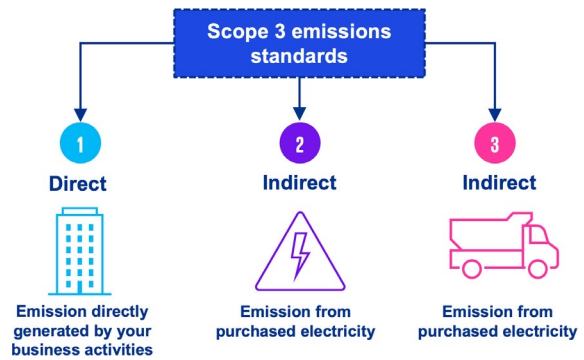 Scope 3 emissions
standards
1
2
3
Direct
Indirect
Indirect
Emission directly
generated by your
business activities
Emission from
purchased electricity
Emission from
purchased electricity